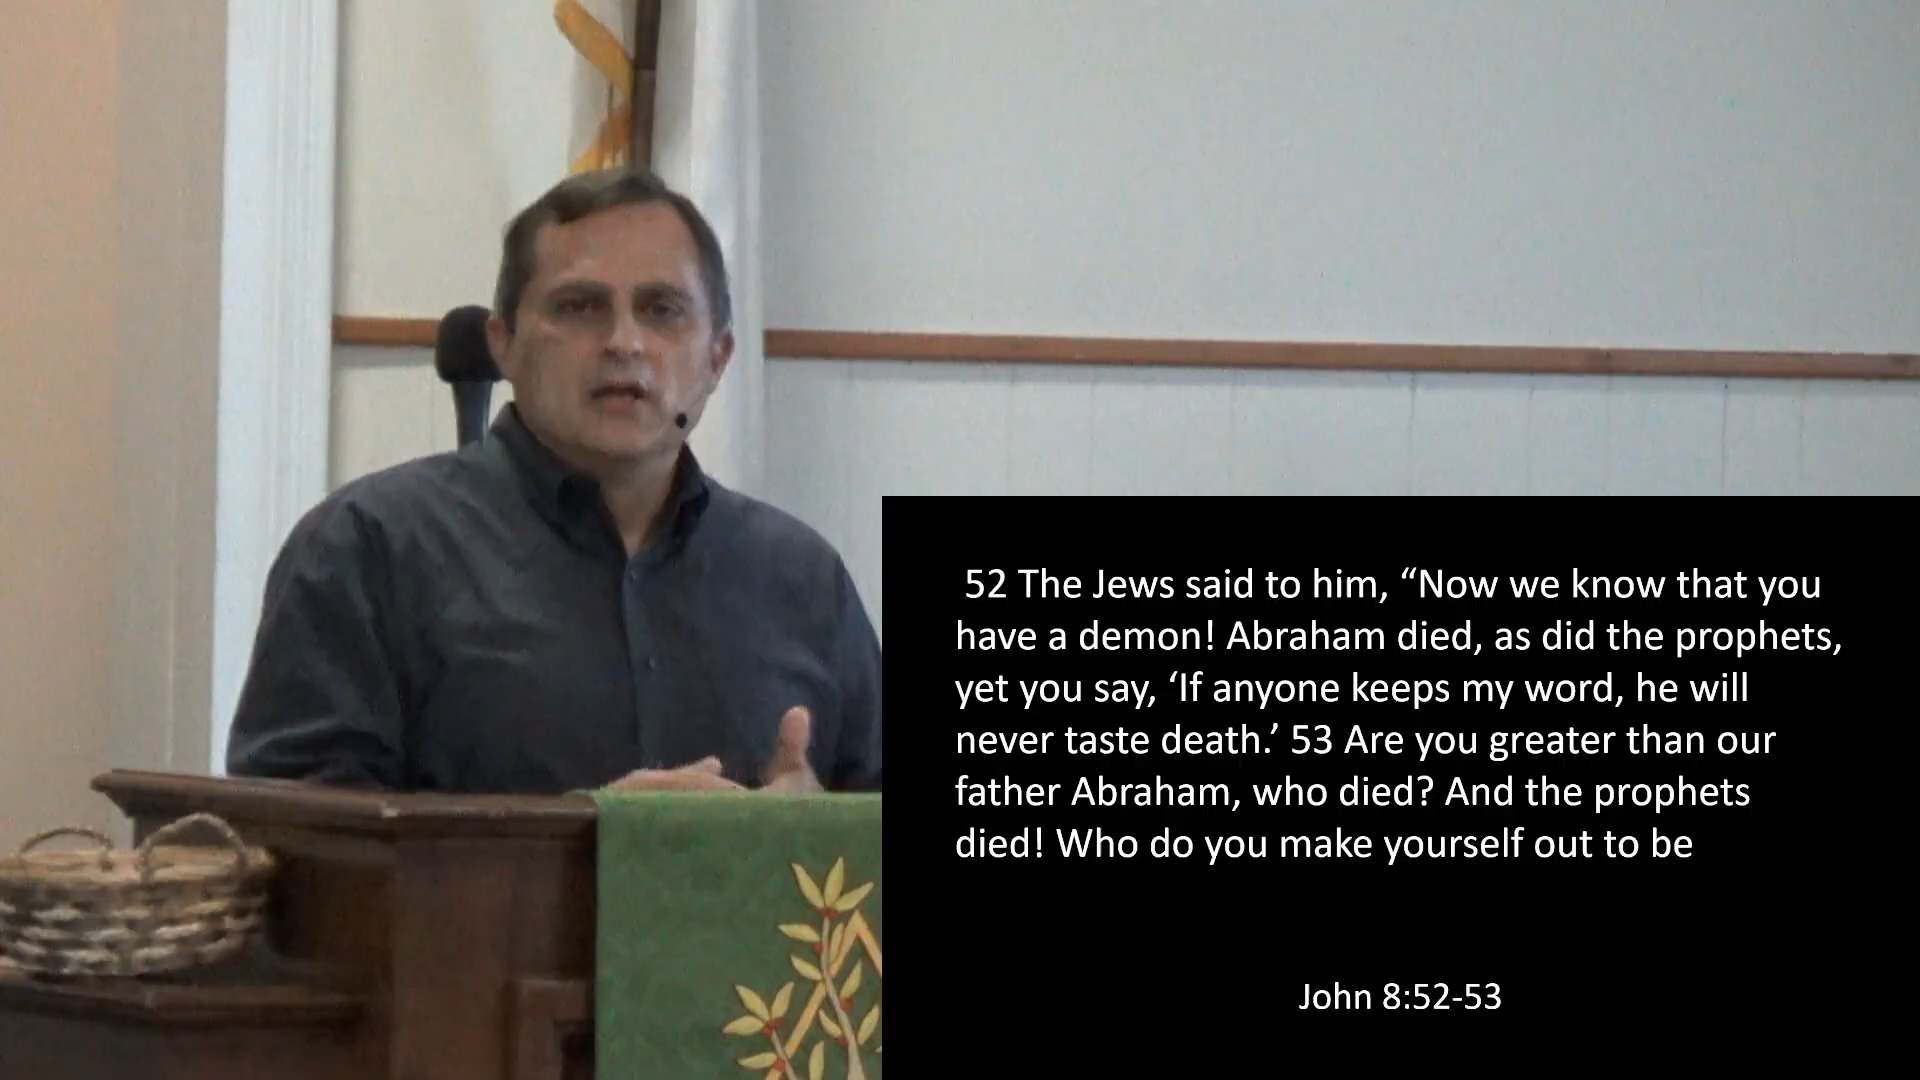 52 The Jews said to him, “Now we know that you
have a demon! Abraham died, as did the prophets,
yet you say, ‘If anyone keeps my word, he will
never taste death.’ 53 Are you greater than our
father Abraham, who died? And the prophets
died! Who do you make yourself out to be
John 8:52-53